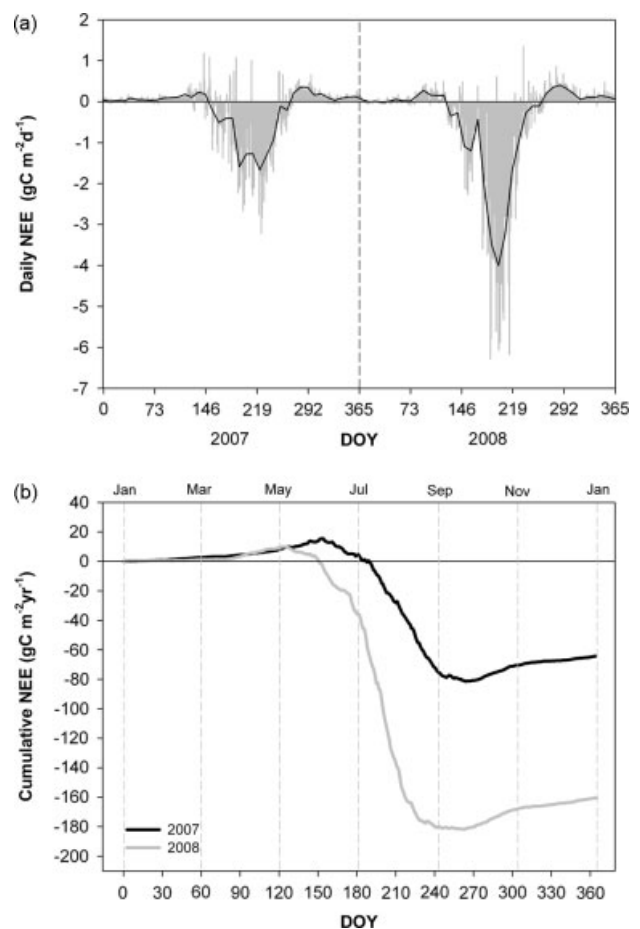 (a)
2
1
0
-1
-2
-3
-4
-5
-6
-7
Daily NEE (gC m⁻²d⁻¹)
0 73 146 219 292 365 73 146 219 292 365
2007 DOY 2008
(b)
Jan Mar May Jul Sep Nov Jan
40
20
0
-20
-40
-60
-80
-100
-120
-140
-160
-180
-200
Cumulative NEE (gC m⁻²yr⁻¹)
2007
2008
0 30 60 90 120 150 180 210 240 270 300 330 360
DOY